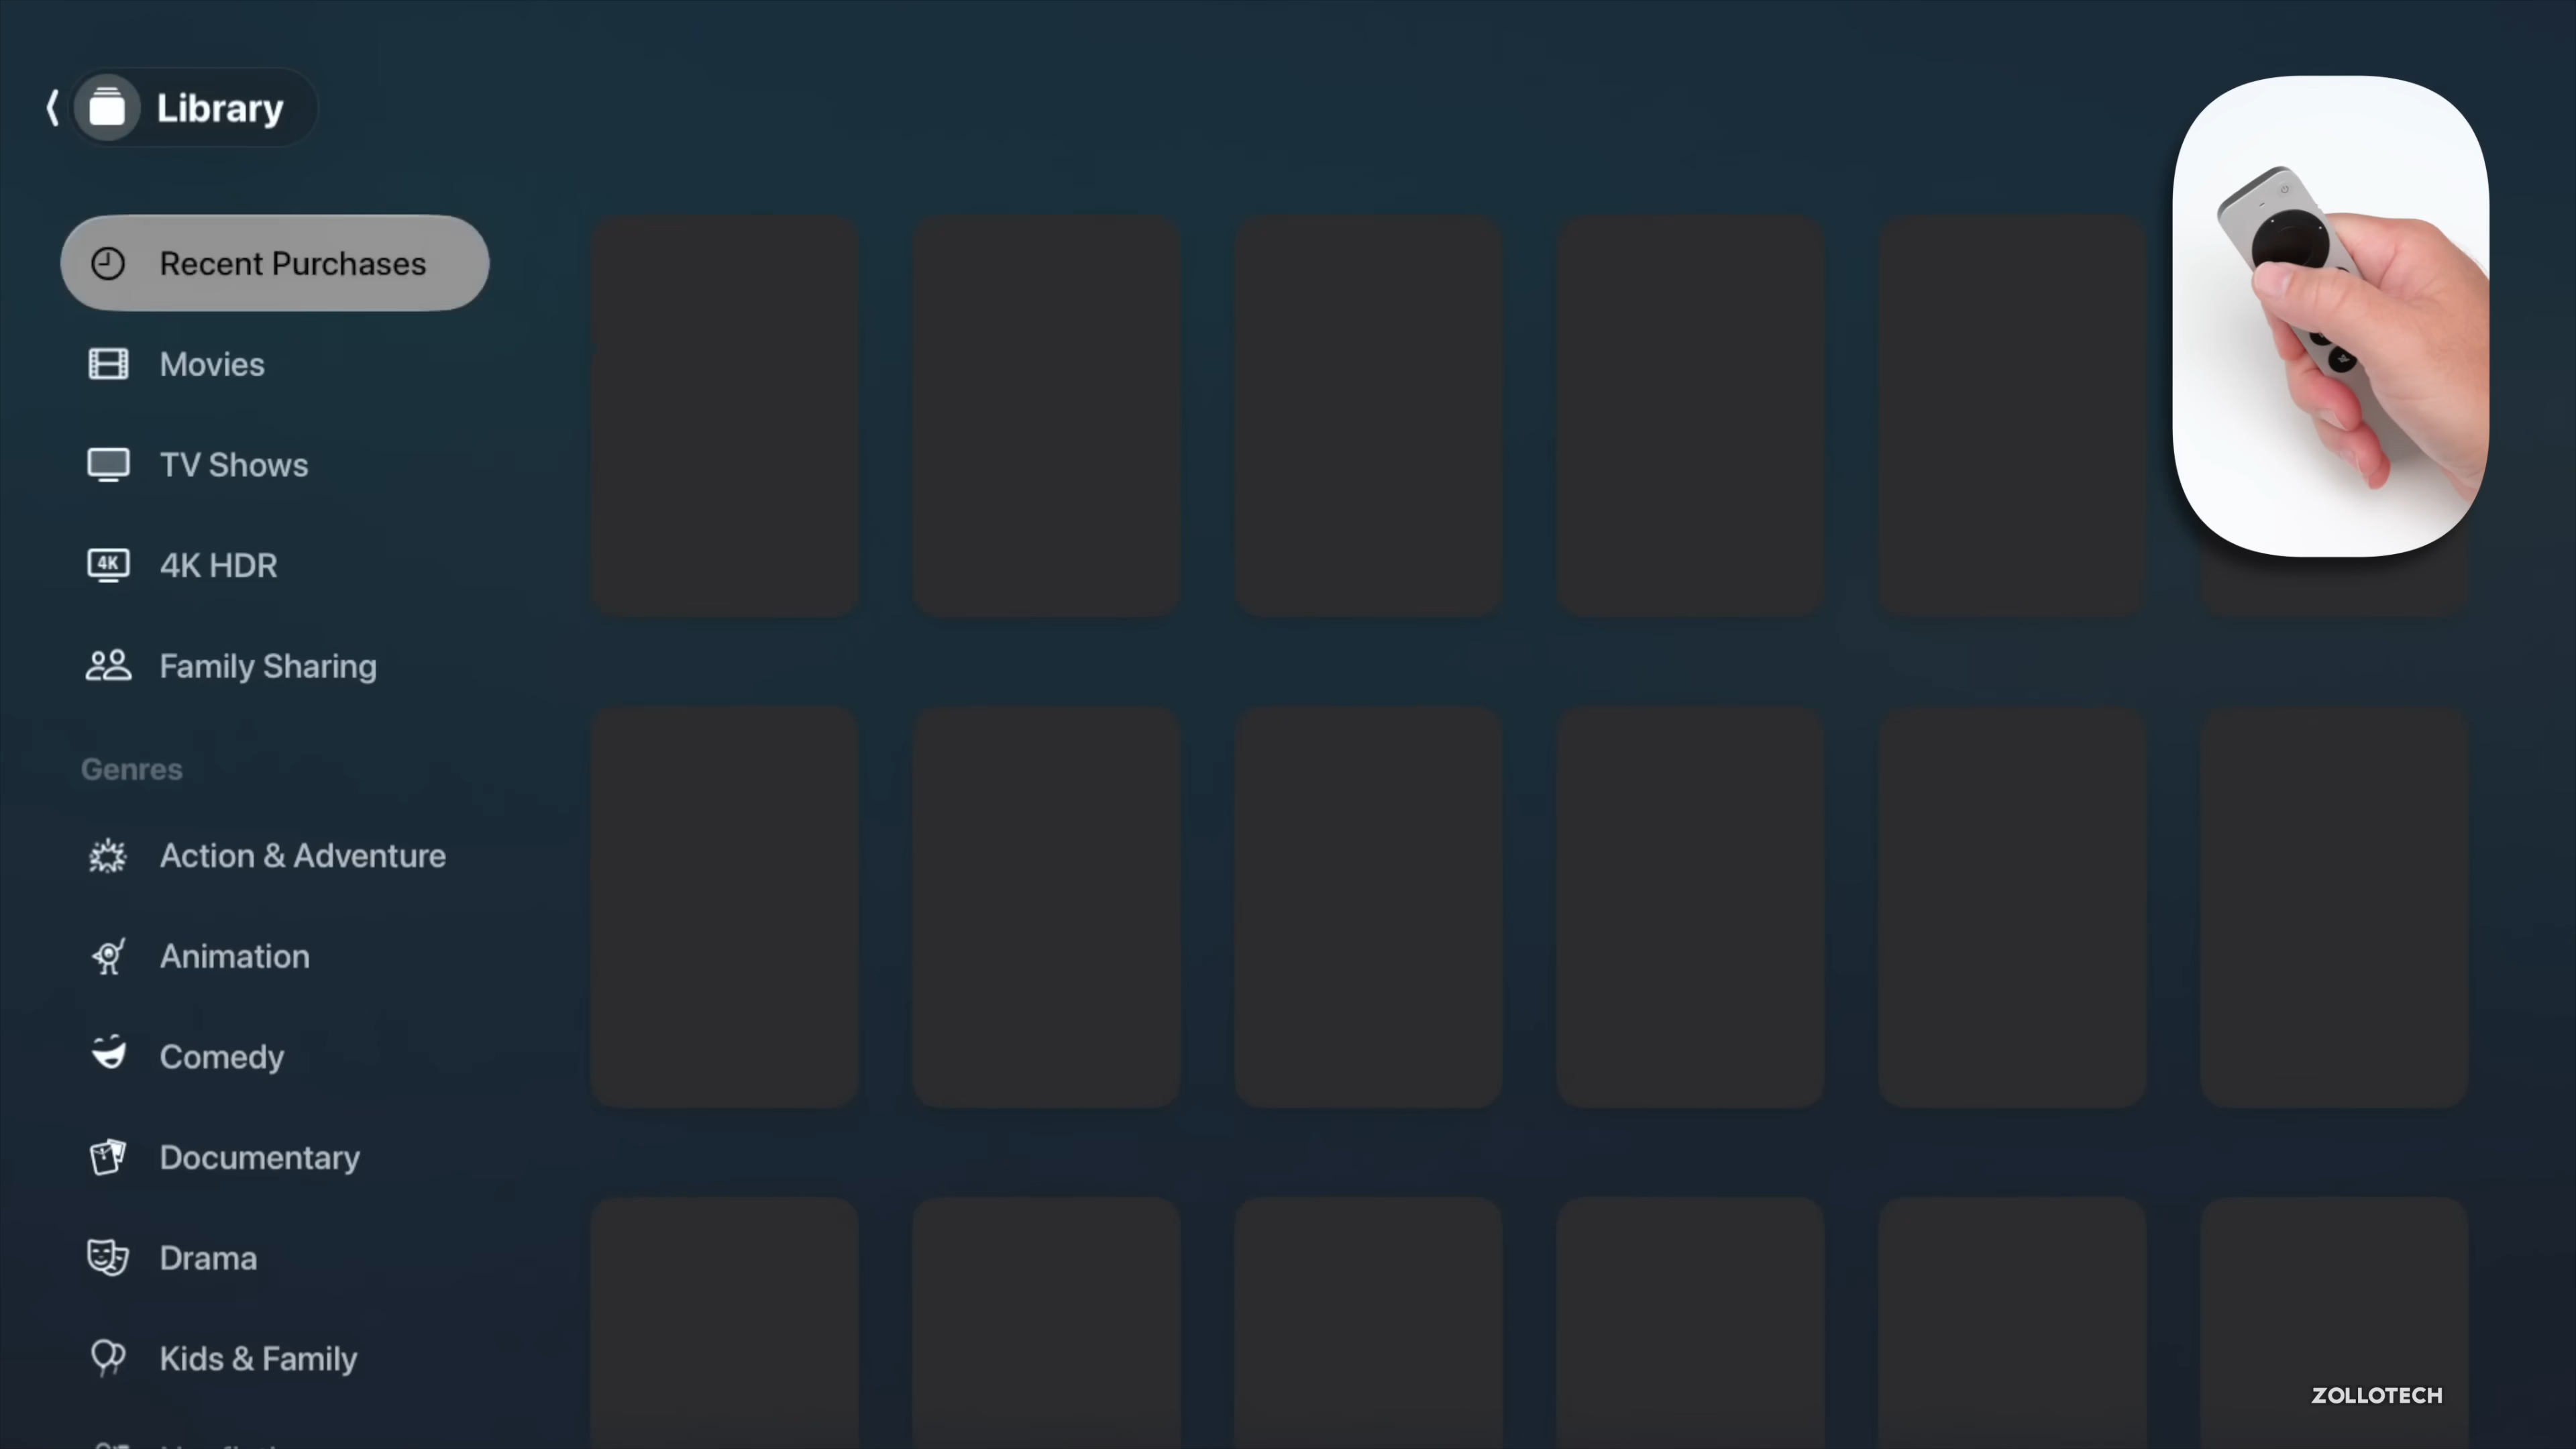 Library
Recent Purchases
Movies
TV Shows
4K
4K HDR
Family Sharing
Genres
Action & Adventure
Animation
Comedy
Documentary
Drama
Kids & Family
ZOLLOTECH